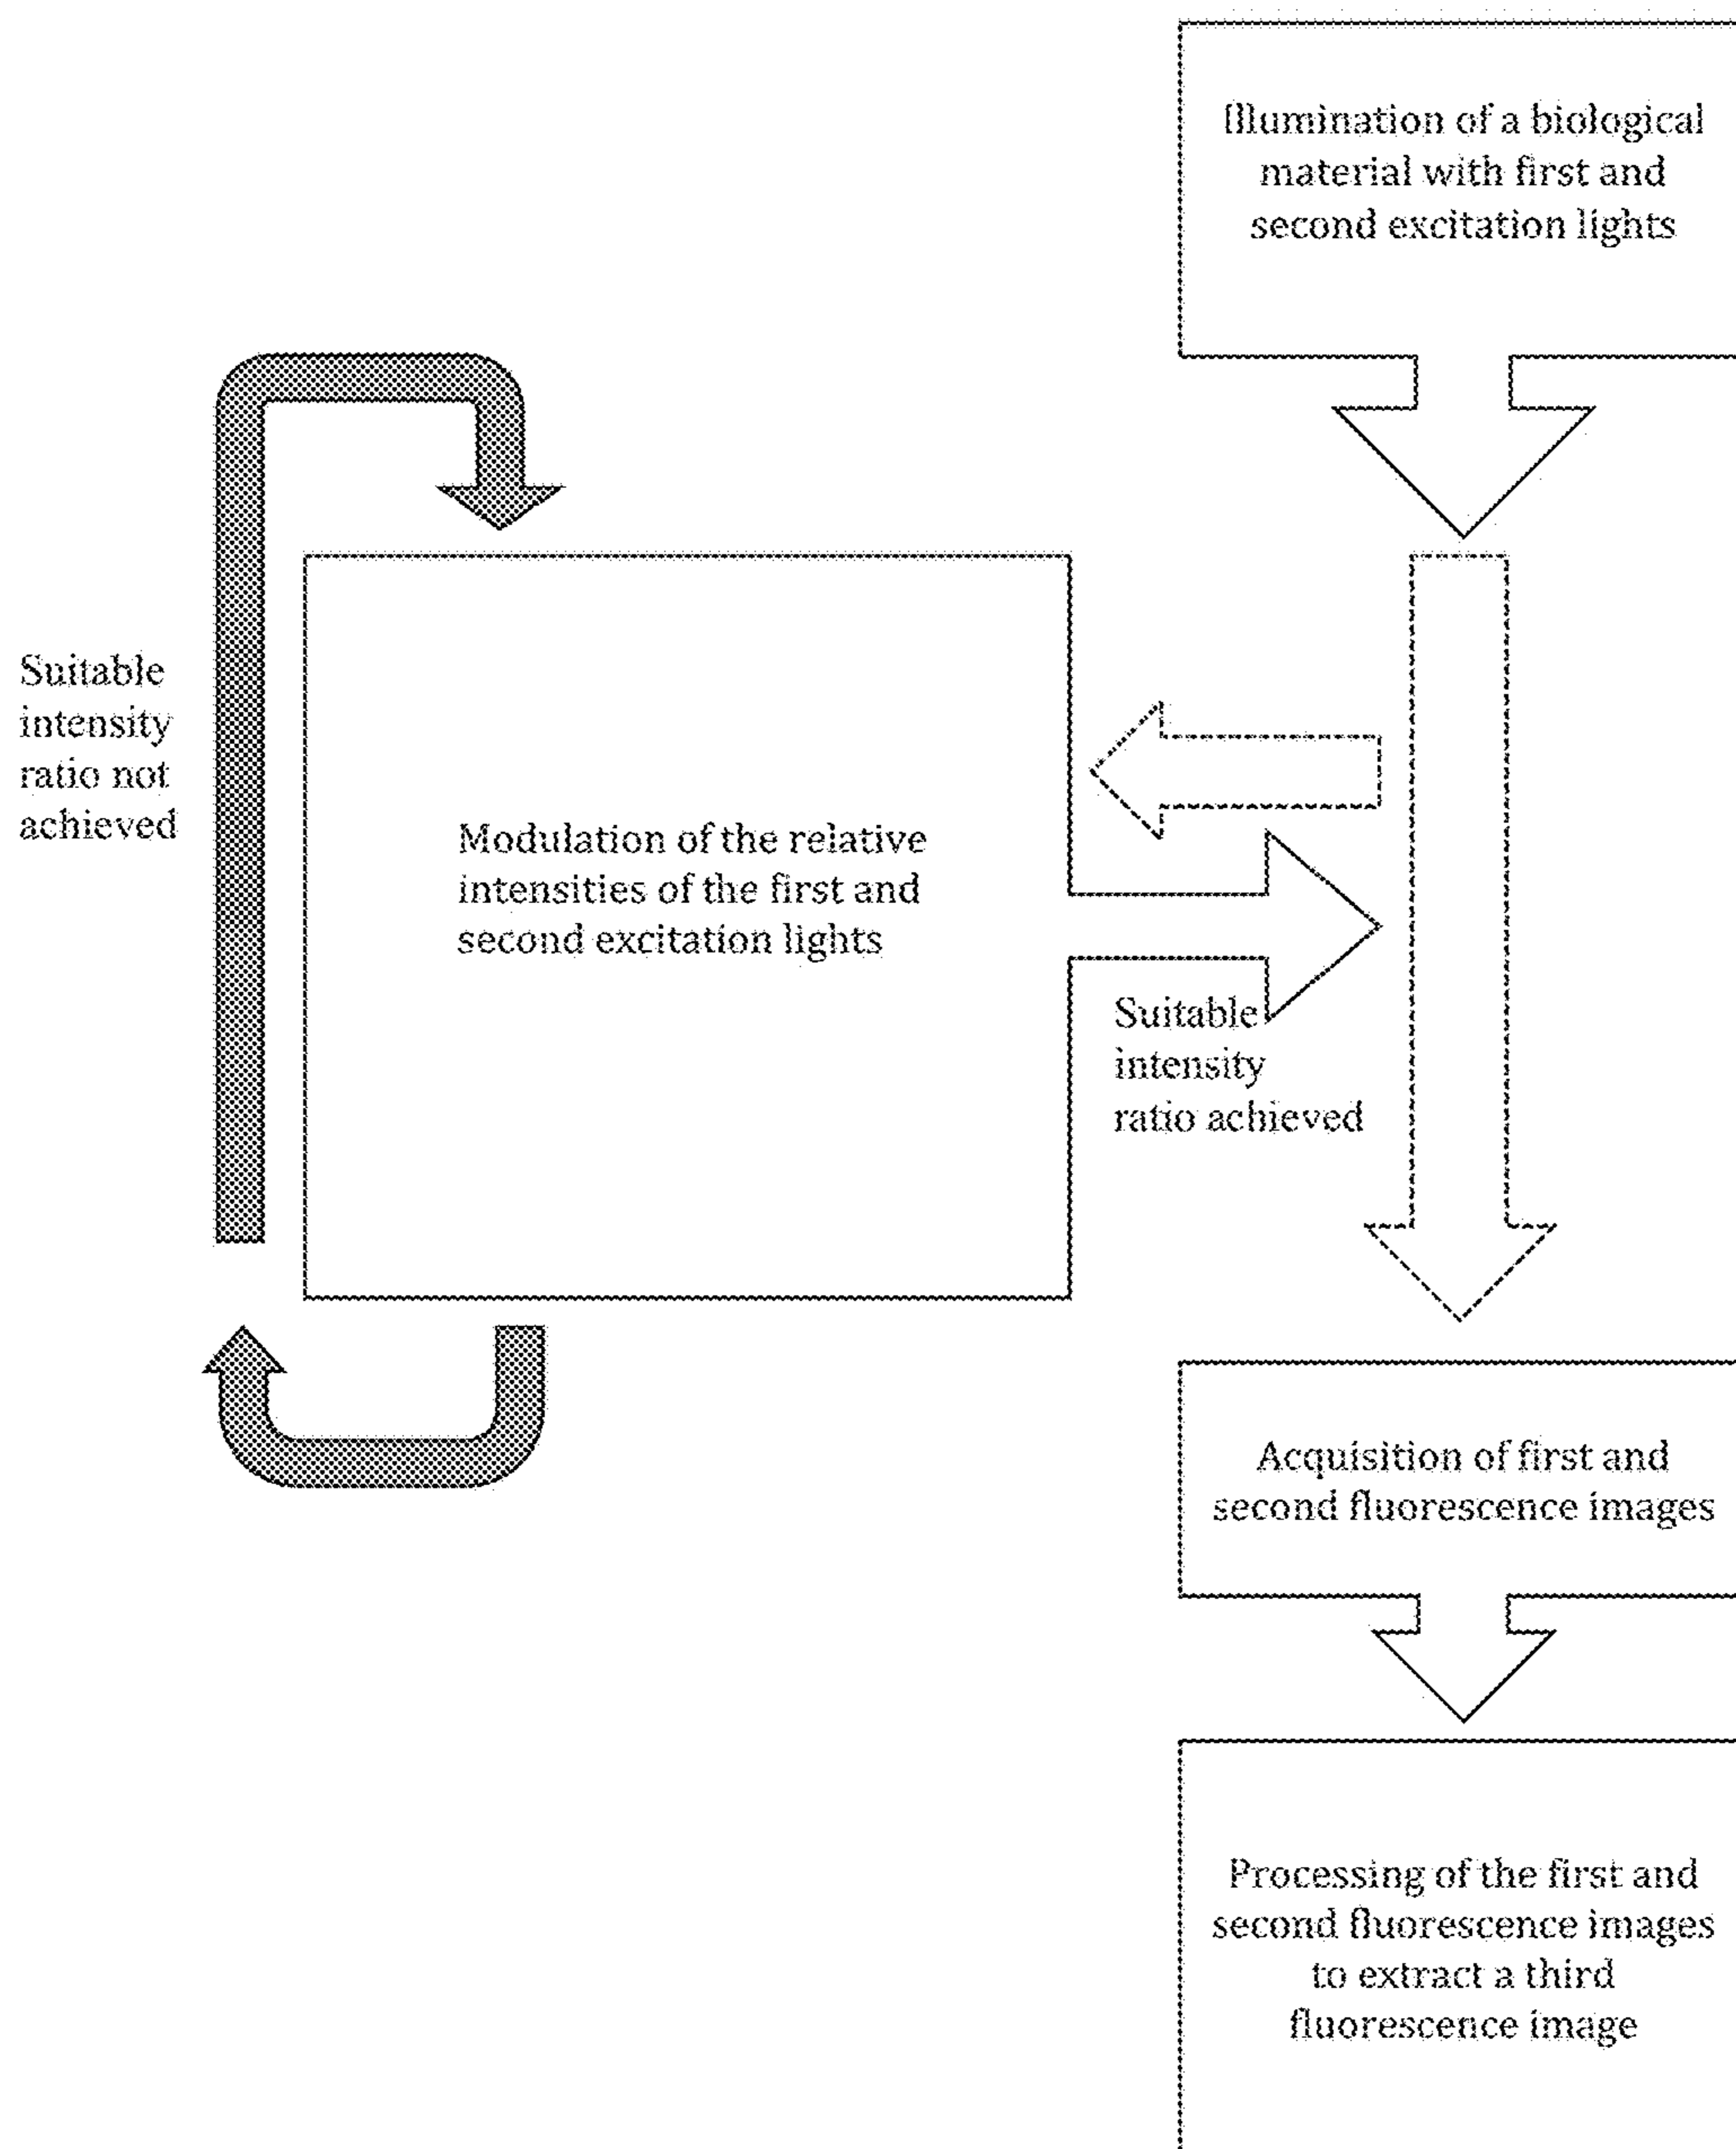 Illumination of a biological
material with first and
second excitation lights
Suitable
intensity
ratio not
achieved
Modulation of the relative
intensities of the first and
second excitation lights
Suitable
intensity
ratio achieved
Acquisition of first and
second fluorescence images
Processing of the first and
second fluorescence images
to extract a third
fluorescence image